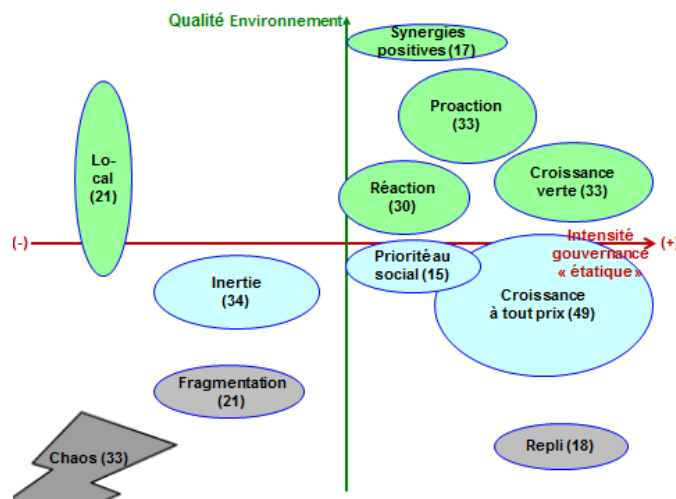 Qualité Environnement
Synergies
positives (17)
Proaction
(33)
Lo-
cal
(21)
Croissance
verte (33)
Réaction
(30)
(-)
Intensité
gouvernance
« étatique »
(+)
Priorité au
social (15)
Inertie
(34)
Croissance
à tout prix (49)
Fragmentation
(21)
Chaos (33)
Repli (18)